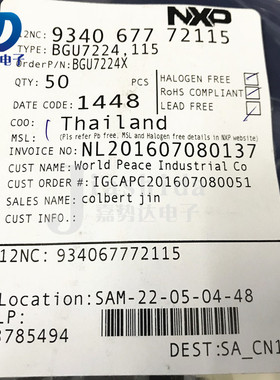 NXP
12NC: 9340 677 72115
TYPE: BGU7224,115
OrderP/N: BGU7224X
QTY: 50 PCS
HALOGEN FREE
RoHS COMPLIANT
LEAD FREE
DATE CODE: 1448
COO: Thailand
MSL: 1 (Pls refer Pb free, MSL and Halogen free details in NXP website)
INVOICE NO: NL201607080137
CUST NAME: World Peace Industrial Co
CUST ORDER #: IGCAPC201607080051
SALES NAME: colbert jin
CUST INFO.:
12NC: 934067772115
Location: SAM-22-05-04-48
LP:
3785494
DEST: SA_CN1